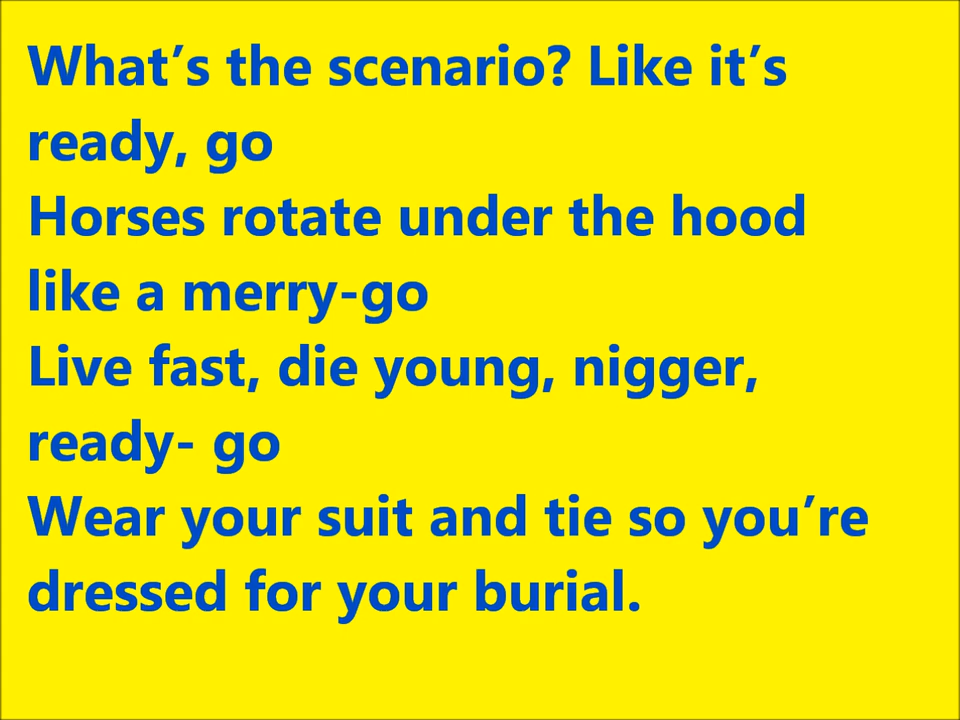 What’s the scenario? Like it’s
ready, go
Horses rotate under the hood
like a merry-go
Live fast, die young, nigger,
ready- go
Wear your suit and tie so you’re
dressed for your burial.